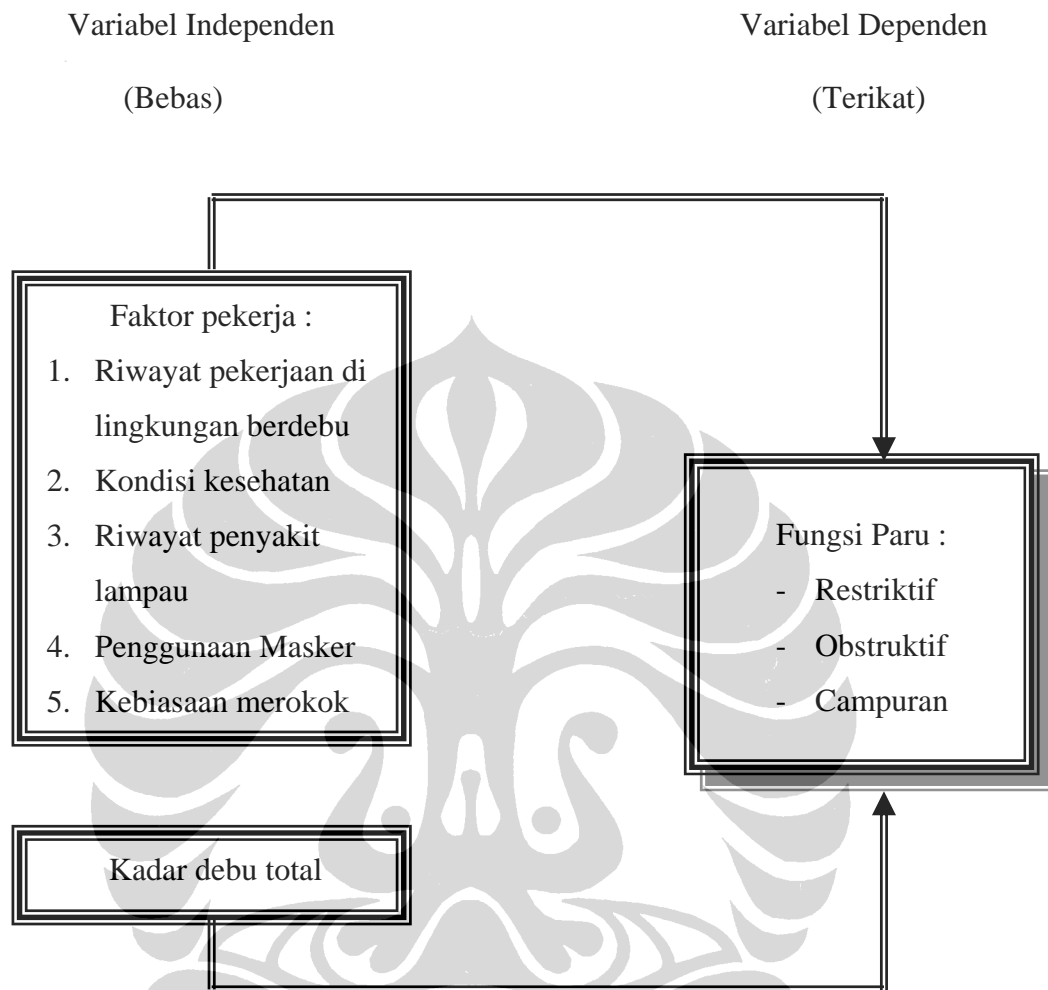 Variabel Independen
(Bebas)
Variabel Dependen
(Terikat)
Faktor pekerja :
1. Riwayat pekerjaan di
lingkungan berdebu
2. Kondisi kesehatan
3. Riwayat penyakit
lampau
4. Penggunaan Masker
5. Kebiasaan merokok
Kadar debu total
Fungsi Paru :
- Restriktif
- Obstruktif
- Campuran